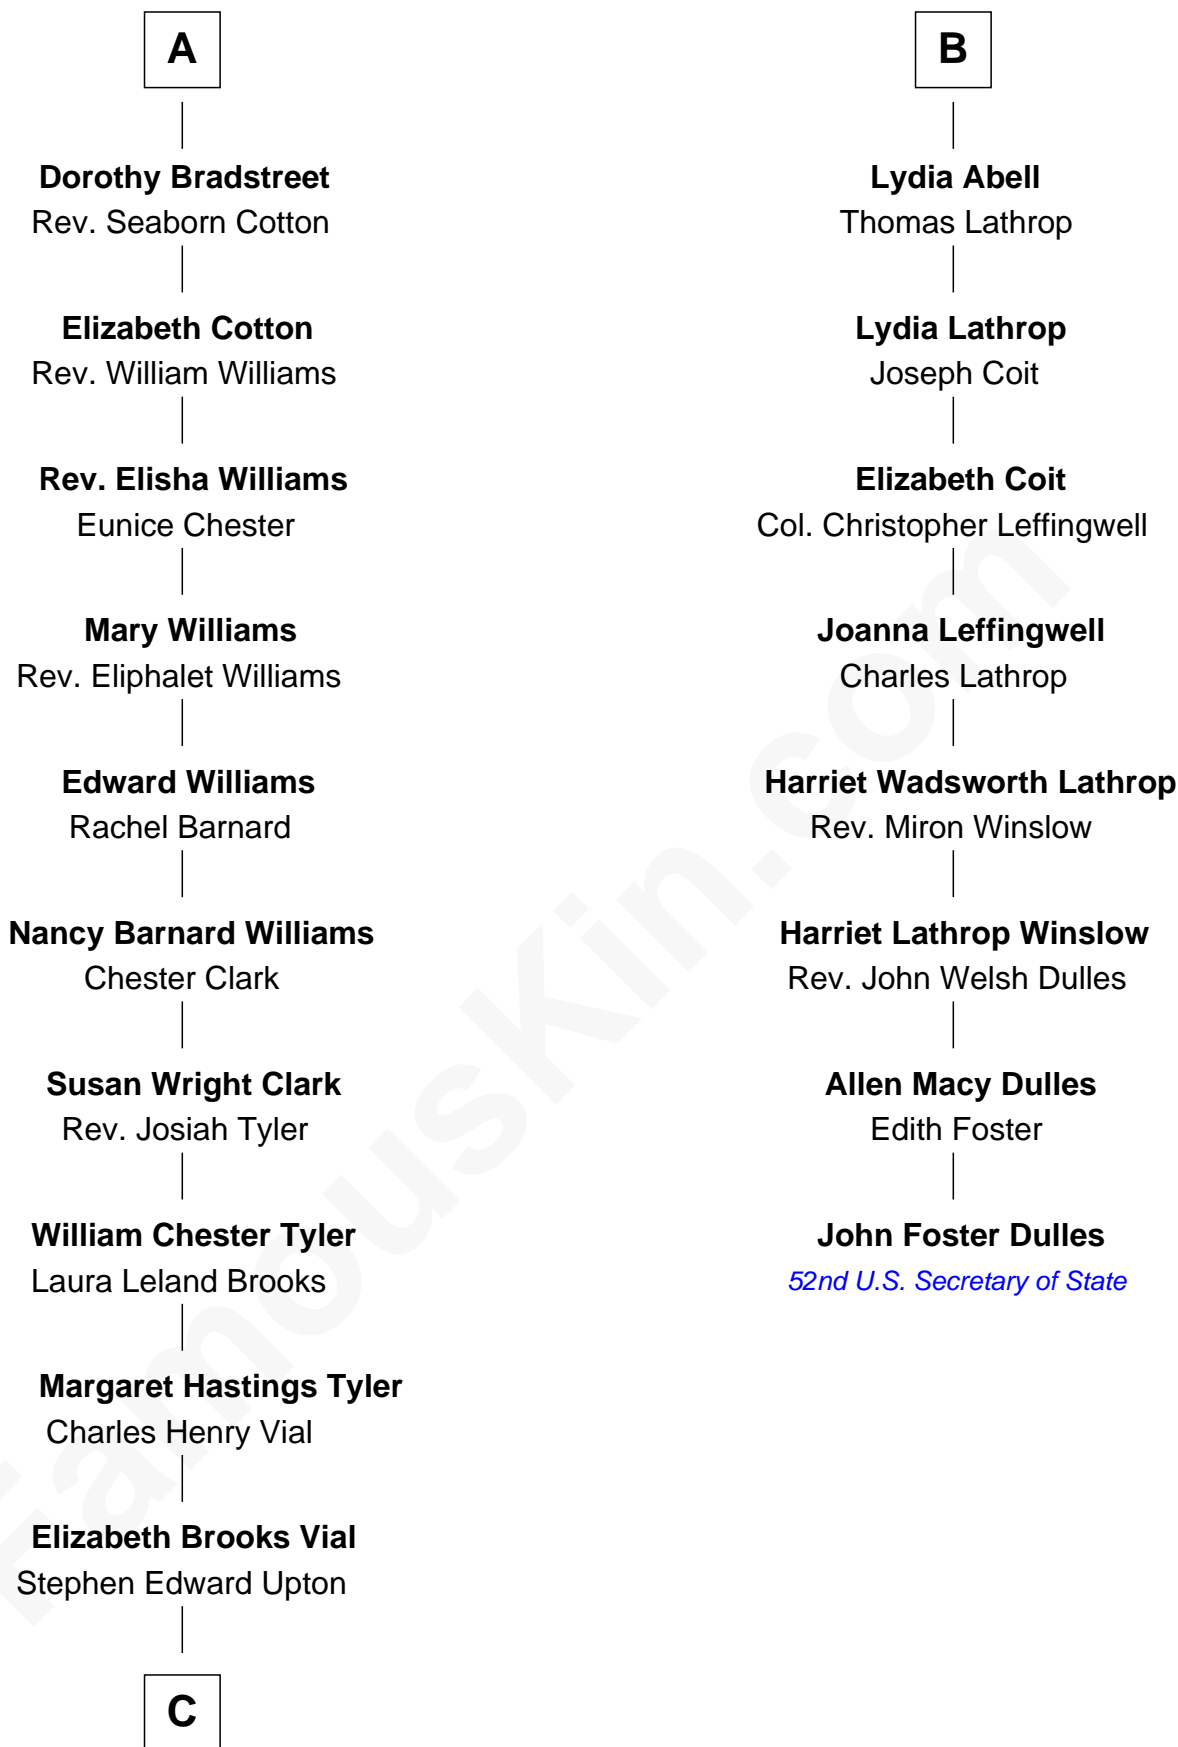 A
Dorothy Bradstreet
Rev. Seaborn Cotton
Elizabeth Cotton
Rev. William Williams
Rev. Elisha Williams
Eunice Chester
Mary Williams
Rev. Eliphalet Williams
Edward Williams
Rachel Barnard
Nancy Barnard Williams
Chester Clark
Susan Wright Clark
Rev. Josiah Tyler
William Chester Tyler
Laura Leland Brooks
Margaret Hastings Tyler
Charles Henry Vial
Elizabeth Brooks Vial
Stephen Edward Upton
C
B
Lydia Abell
Thomas Lathrop
Lydia Lathrop
Joseph Coit
Elizabeth Coit
Col. Christopher Leffingwell
Joanna Leffingwell
Charles Lathrop
Harriet Wadsworth Lathrop
Rev. Miron Winslow
Harriet Lathrop Winslow
Rev. John Welsh Dulles
Allen Macy Dulles
Edith Foster
John Foster Dulles
52nd U.S. Secretary of State
FamousKin.com